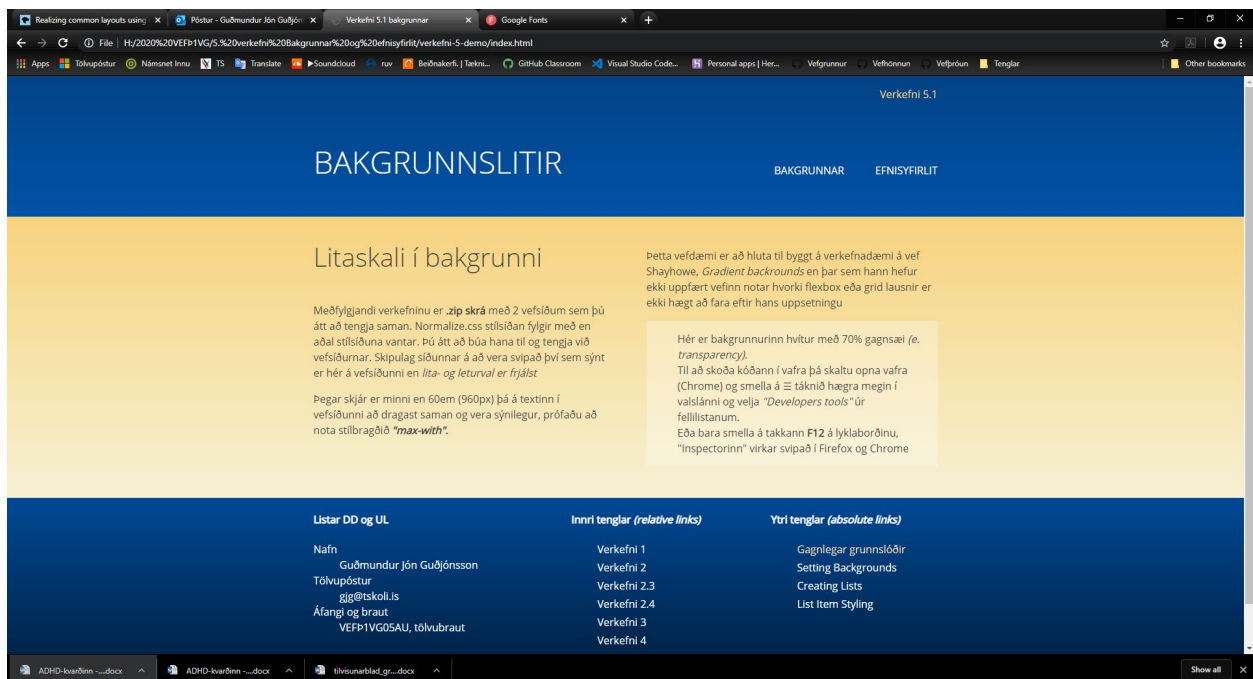 Realizing common layouts using
Póstur - Guðmundur Jón Guðjón
Verkefni 5.1 bakgrunnar
Google Fonts
File | H:/2020%20VEFÞ1VG/5.%20verkefni%20Bakgrunnar%20og%20efnisyfirlit/verkefni-5-demo/index.html
Apps Tölvupóstur Námsnet Innu TS Translate ►Soundcloud ruv Beiðnakerfi. | Tækni... GitHub Classroom Visual Studio Code... Personal apps | Her... Vefgrunnur Vefhönnun Vefþróun Tenglar Other bookmarks
Verkefni 5.1
BAKGRUNNSLITIR
BAKGRUNNAR EFNISYFIRLIT
Litaskali í bakgrunni
Meðfylgjandi verkefninu er .zip skrá með 2 vefsíðum sem þú
átt að tengja saman. Normalize.css stílsíðan fylgir með en
aðal stílsíðuna vantar. Þú átt að búa hana til og tengja við
vefsíðurnar. Skipulag síðunnar á að vera svipað því sem sýnt
er hér á vefsíðunni en lita- og leturval er frjálst
Þegar skjár er minni en 60em (960px) þá á textinn í
vefsíðunni að dragast saman og vera sýnilegur, prófaðu að
nota stílbragðið "max-with".
Þetta vefdæmi er að hluta til byggt á verkefnadæmi á vef
Shayhowe, Gradient backrounds en þar sem hann hefur
ekki uppfært vefinn notar hvorki flexbox eða grid lausnir er
ekki hægt að fara eftir hans uppsetningu
Hér er bakgrunnurinn hvítur með 70% gagnsæi (e.
transparency).
Til að skoða kóðann í vafra þá skaltu opna vafra
(Chrome) og smella á ☰ táknið hægra megin í
valslánni og velja "Developers tools" úr
fellilistanum.
Eða bara smella á takkann F12 á lyklaborðinu,
"Inspectorinn" virkar svipað í Firefox og Chrome
Listar DD og UL
Nafn
Guðmundur Jón Guðjónsson
Tölvupóstur
gjg@tskoli.is
Áfangi og braut
VEFÞ1VG05AU, tölvubraut
Innri tenglar (relative links)
Verkefni 1
Verkefni 2
Verkefni 2.3
Verkefni 2.4
Verkefni 3
Verkefni 4
Ytri tenglar (absolute links)
Gagnlegar grunnslóðir
Setting Backgrounds
Creating Lists
List Item Styling
ADHD-kvarðinn -....docx
ADHD-kvarðinn -....docx
tilvisunarblad_gr....docx
Show all